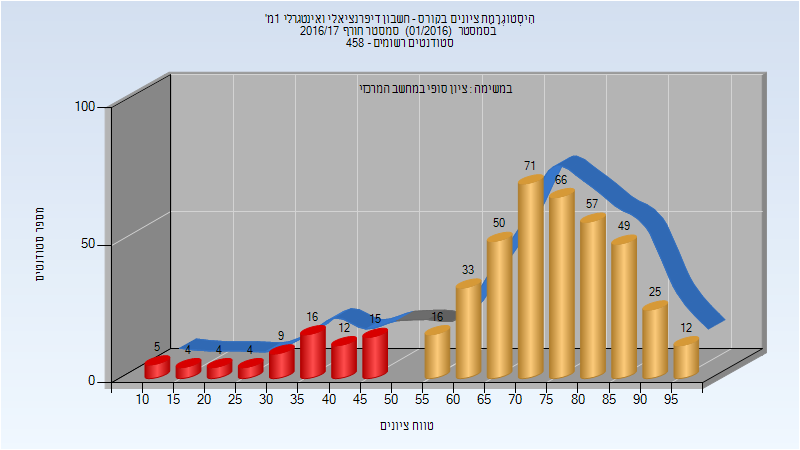 הִיסְטוֹגְרָמַת ציונים בקורס - חשבון דיפרנציאלי ואינטגרלי 1מ'
בסמסטר (01/2016) סמסטר חורף 2016/17
סטודנטים רשומים - 458
במשימה : ציון סופי במחשב המרכזי
100
50
0
מספר סטודנטים
5 4 4 4 9 16 12 15 16 33 50 71 66 57 49 25 12
10 15 20 25 30 35 40 45 50 55 60 65 70 75 80 85 90 95
טווח ציונים